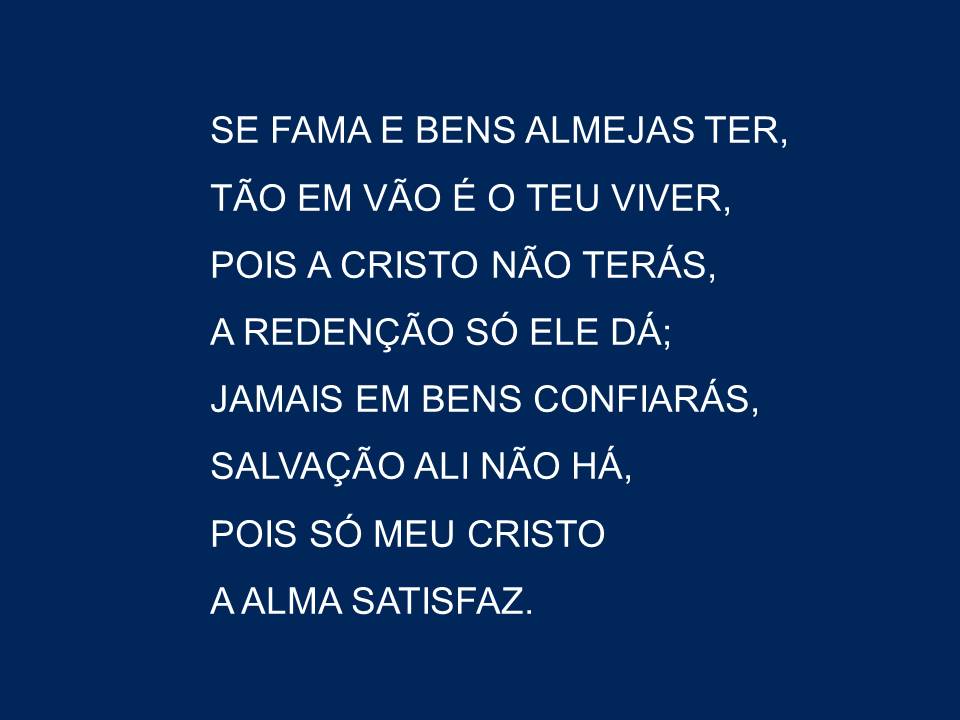 SE FAMA E BENS ALMEJAS TER,
TÃO EM VÃO É O TEU VIVER,
POIS A CRISTO NÃO TERÁS,
A REDENÇÃO SÓ ELE DÁ;
JAMAIS EM BENS CONFIARÁS,
SALVAÇÃO ALI NÃO HÁ,
POIS SÓ MEU CRISTO
A ALMA SATISFAZ.